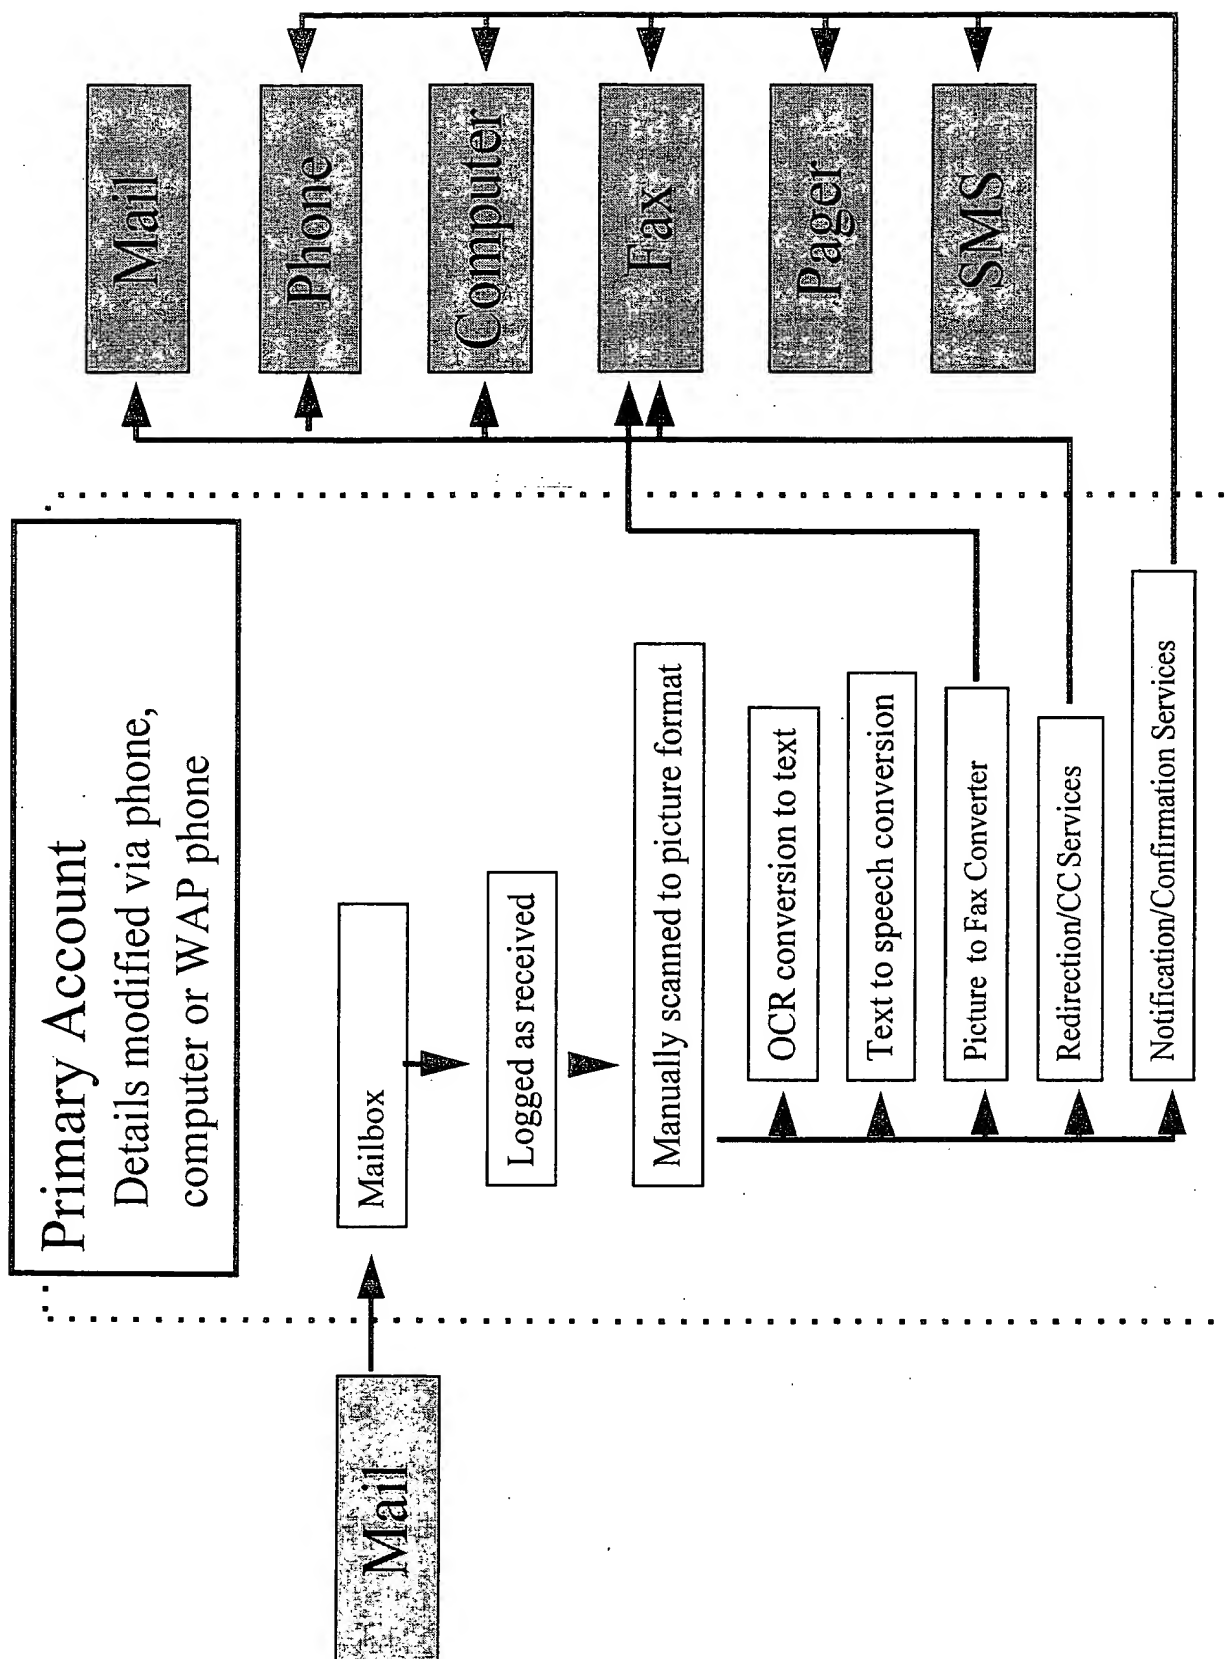 Primary Account
Details modified via phone,
computer or WAP phone
Mail
Mailbox
Logged as received
Manually scanned to picture format
OCR conversion to text
Text to speech conversion
Picture to Fax Converter
Redirection/CC Services
Notification/Confirmation Services
Mail
Phone
Computer
Fax
Pager
SMS